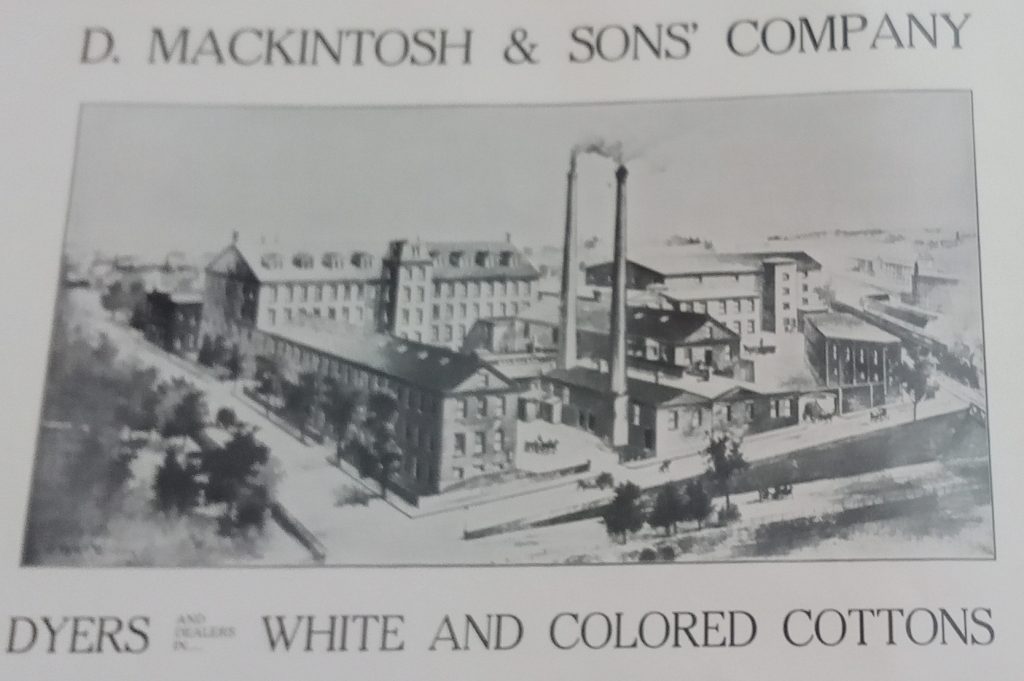 D. MACKINTOSH & SONS' COMPANY
DYERS AND DEALERS IN... WHITE AND COLORED COTTONS